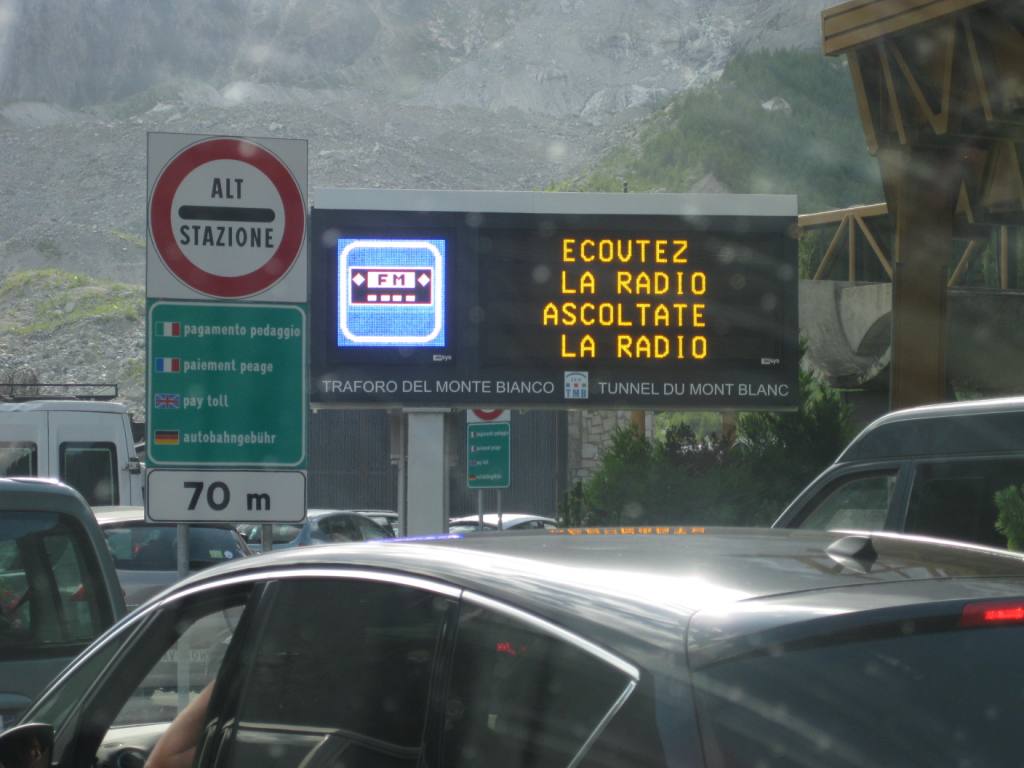 ALT
STAZIONE
pagamento pedaggio
paiement peage
pay toll
autobahngebühr
70 m
FM
ECOUTEZ
LA RADIO
ASCOLTATE
LA RADIO
TRAFORO DEL MONTE BIANCO
TMB
TUNNEL DU MONT BLANC